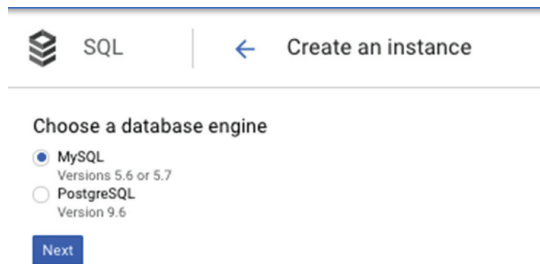 SQL Create an instance
Choose a database engine
MySQL
Versions 5.6 or 5.7
PostgreSQL
Version 9.6
Next